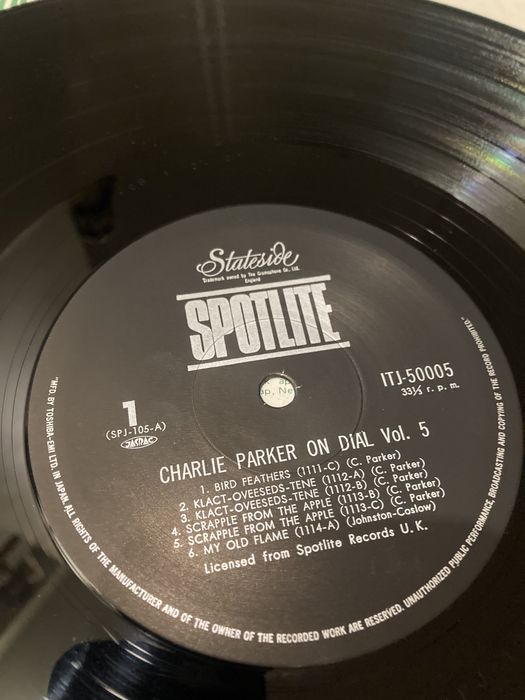 Stateside
Trademark owned by The Gramophone Co., Ltd.
England
SPOTLITE
ITJ-50005
33⅓ r. p. m.
1
(SPJ-105-A)
JASRAC
CHARLIE PARKER ON DIAL Vol. 5
1. BIRD FEATHERS (1111-C) (C. Parker)
2. KLACT-OVEESEDS-TENE (1112-A) (C. Parker)
3. KLACT-OVEESEDS-TENE (1112-B) (C. Parker)
4. SCRAPPLE FROM THE APPLE (1113-B) (C. Parker)
5. SCRAPPLE FROM THE APPLE (1113-C) (C. Parker)
6. MY OLD FLAME (1114-A) (Johnston-Coslow)
Licensed from Spotlite Records U. K.
"MFD. BY TOSHIBA-EMI LTD. IN JAPAN. ALL RIGHTS OF THE MANUFACTURER AND OF THE OWNER OF THE RECORDED WORK ARE RESERVED. UNAUTHORIZED PUBLIC PERFORMANCE, BROADCASTING AND COPYING OF THE RECORD PROHIBITED."